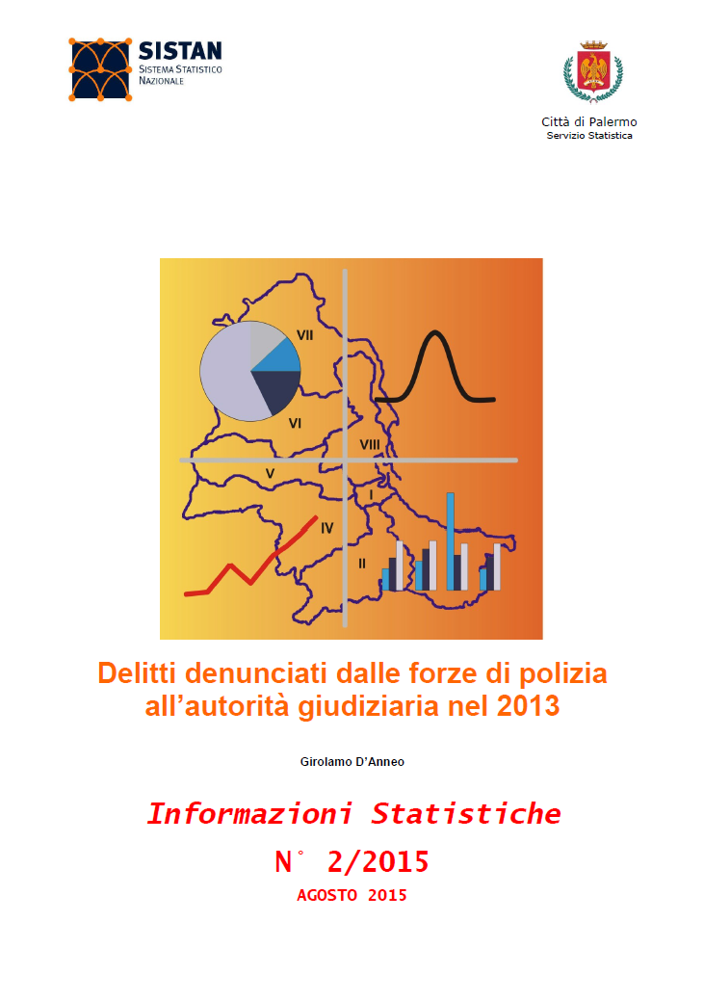 SISTAN
SISTEMA STATISTICO
NAZIONALE
Città di Palermo
Servizio Statistica
VII
VI
VIII
V
I
IV
II
Delitti denunciati dalle forze di polizia
all’autorità giudiziaria nel 2013
Girolamo D’Anneo
Informazioni Statistiche
N° 2/2015
AGOSTO 2015